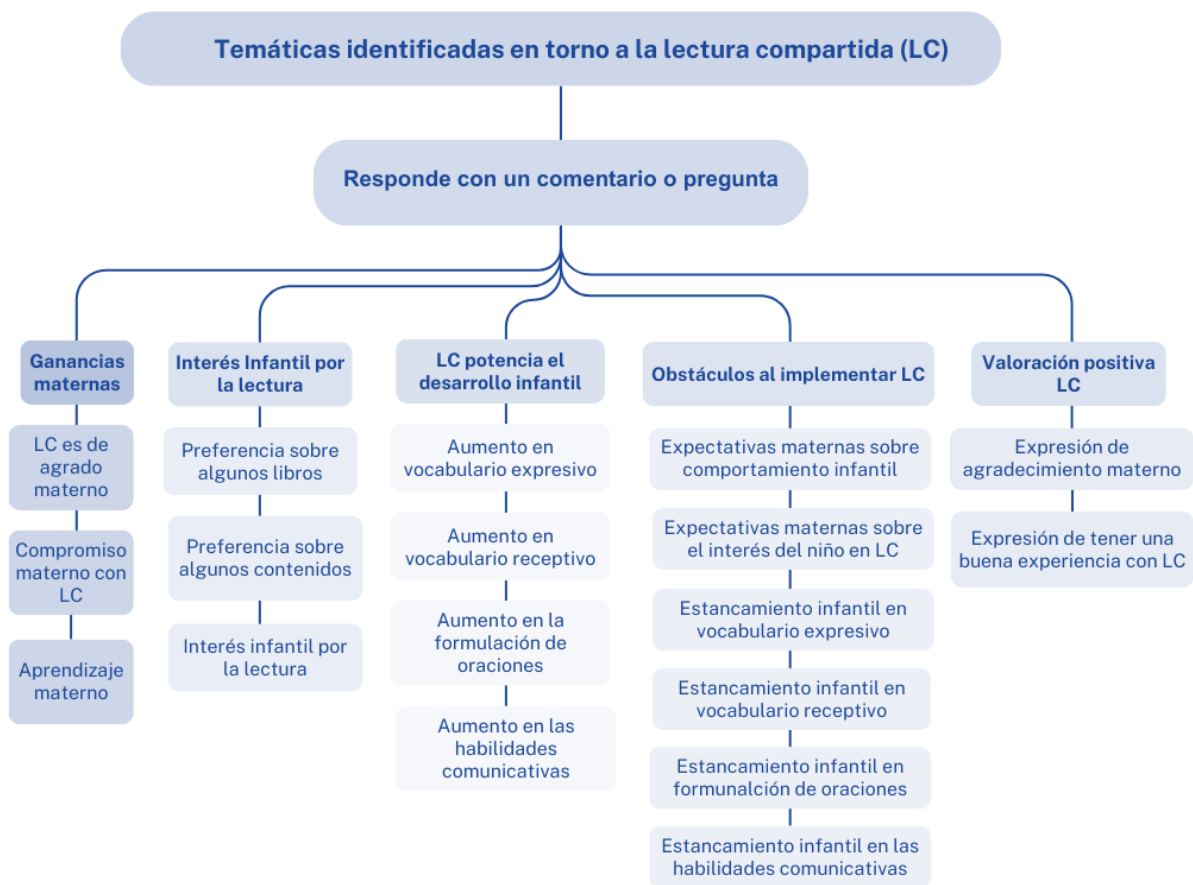 Temáticas identificadas en torno a la lectura compartida (LC)
Responde con un comentario o pregunta
Ganancias
maternas
LC es de
agrado
materno
Compromiso
materno con
LC
Aprendizaje
materno
Interés Infantil por
la lectura
Preferencia sobre
algunos libros
Preferencia sobre
algunos contenidos
Interés infantil por
la lectura
LC potencia el
desarrollo infantil
Aumento en
vocabulario expresivo
Aumento en
vocabulario receptivo
Aumento en la
formulación de
oraciones
Aumento en las
habilidades
comunicativas
Obstáculos al implementar LC
Expectativas maternas sobre
comportamiento infantil
Expectativas maternas sobre
el interés del niño en LC
Estancamiento infantil en
vocabulario expresivo
Estancamiento infantil en
vocabulario receptivo
Estancamiento infantil en
formunalción de oraciones
Estancamiento infantil en las
habilidades comunicativas
Valoración positiva
LC
Expresión de
agradecimiento materno
Expresión de tener una
buena experiencia con LC